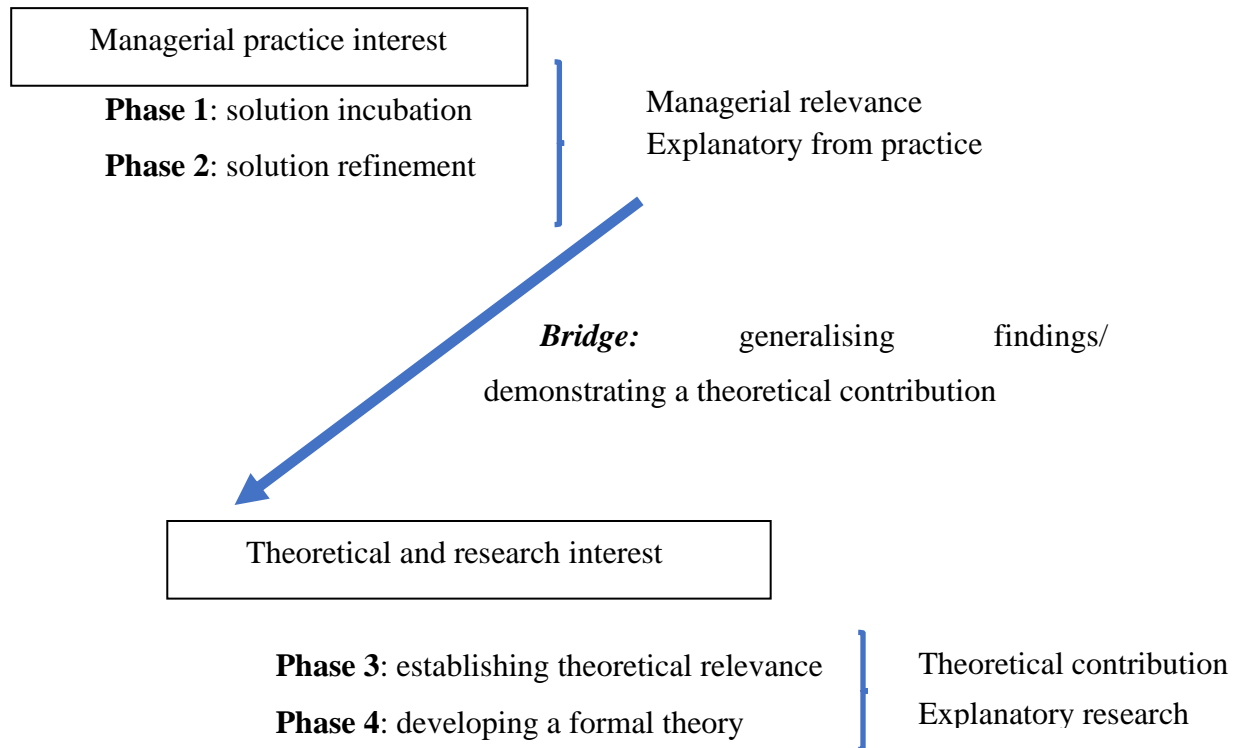 Managerial practice interest
Phase 1: solution incubation
Phase 2: solution refinement
Managerial relevance
Explanatory from practice
Bridge: generalising findings/
demonstrating a theoretical contribution
Theoretical and research interest
Phase 3: establishing theoretical relevance
Phase 4: developing a formal theory
Theoretical contribution
Explanatory research